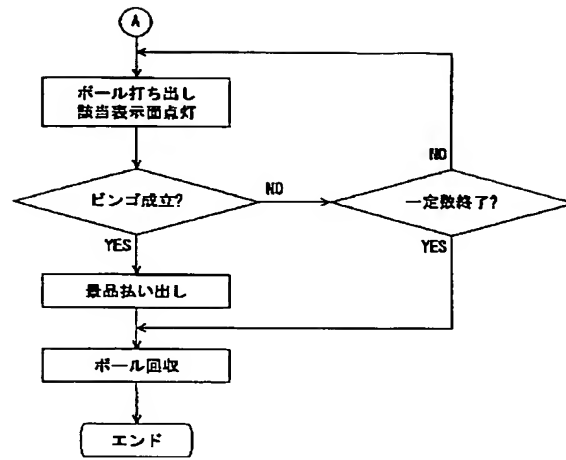 A
ボール打ち出し
該当表示面点灯
NO
ビンゴ成立?
NO
一定数終了?
YES
YES
景品払い出し
ボール回収
エンド